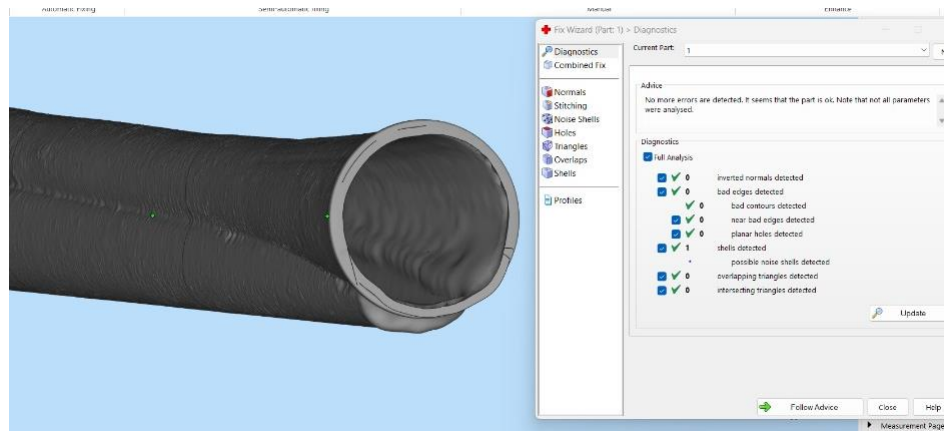 Automatic Fixing Semi-automatic fixing Manual Enhance
Fix Wizard (Part: 1) > Diagnostics
Diagnostics
Combined Fix
Normals
Stitching
Noise Shells
Holes
Triangles
Overlaps
Shells
Profiles
Current Part: 1
Advice
No more errors are detected. It seems that the part is ok. Note that not all parameters
were analysed.
Diagnostics
Full Analysis
0 inverted normals detected
0 bad edges detected
0 bad contours detected
0 near bad edges detected
0 planar holes detected
1 shells detected
possible noise shells detected
0 overlapping triangles detected
0 intersecting triangles detected
Update
Follow Advice Close Help
Measurement Page